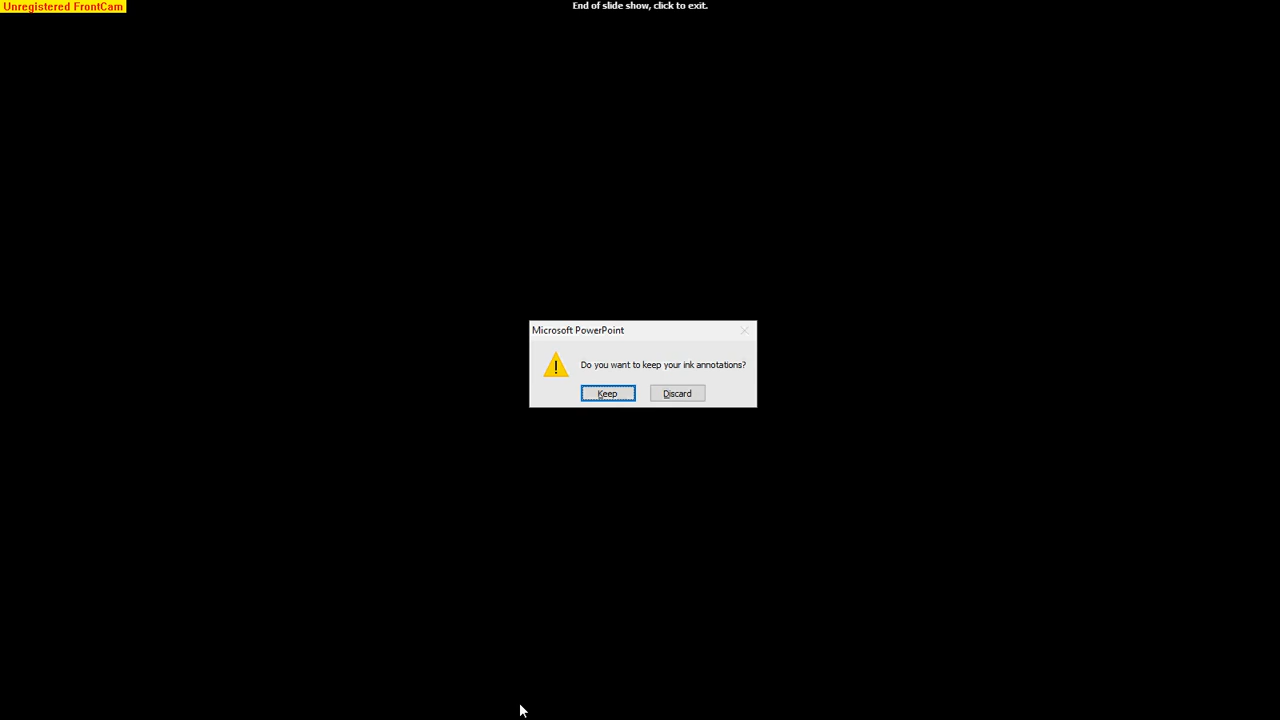 Unregistered FrontCam
End of slide show, click to exit.
Microsoft PowerPoint
Do you want to keep your ink annotations?
Keep
Discard